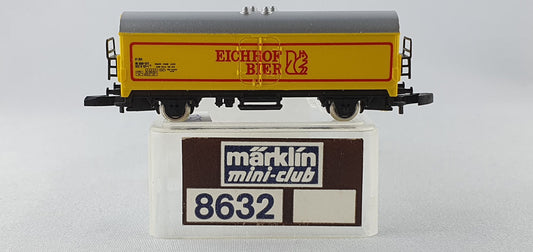 EICHHOF
BIER
märklin
mini-club
8632